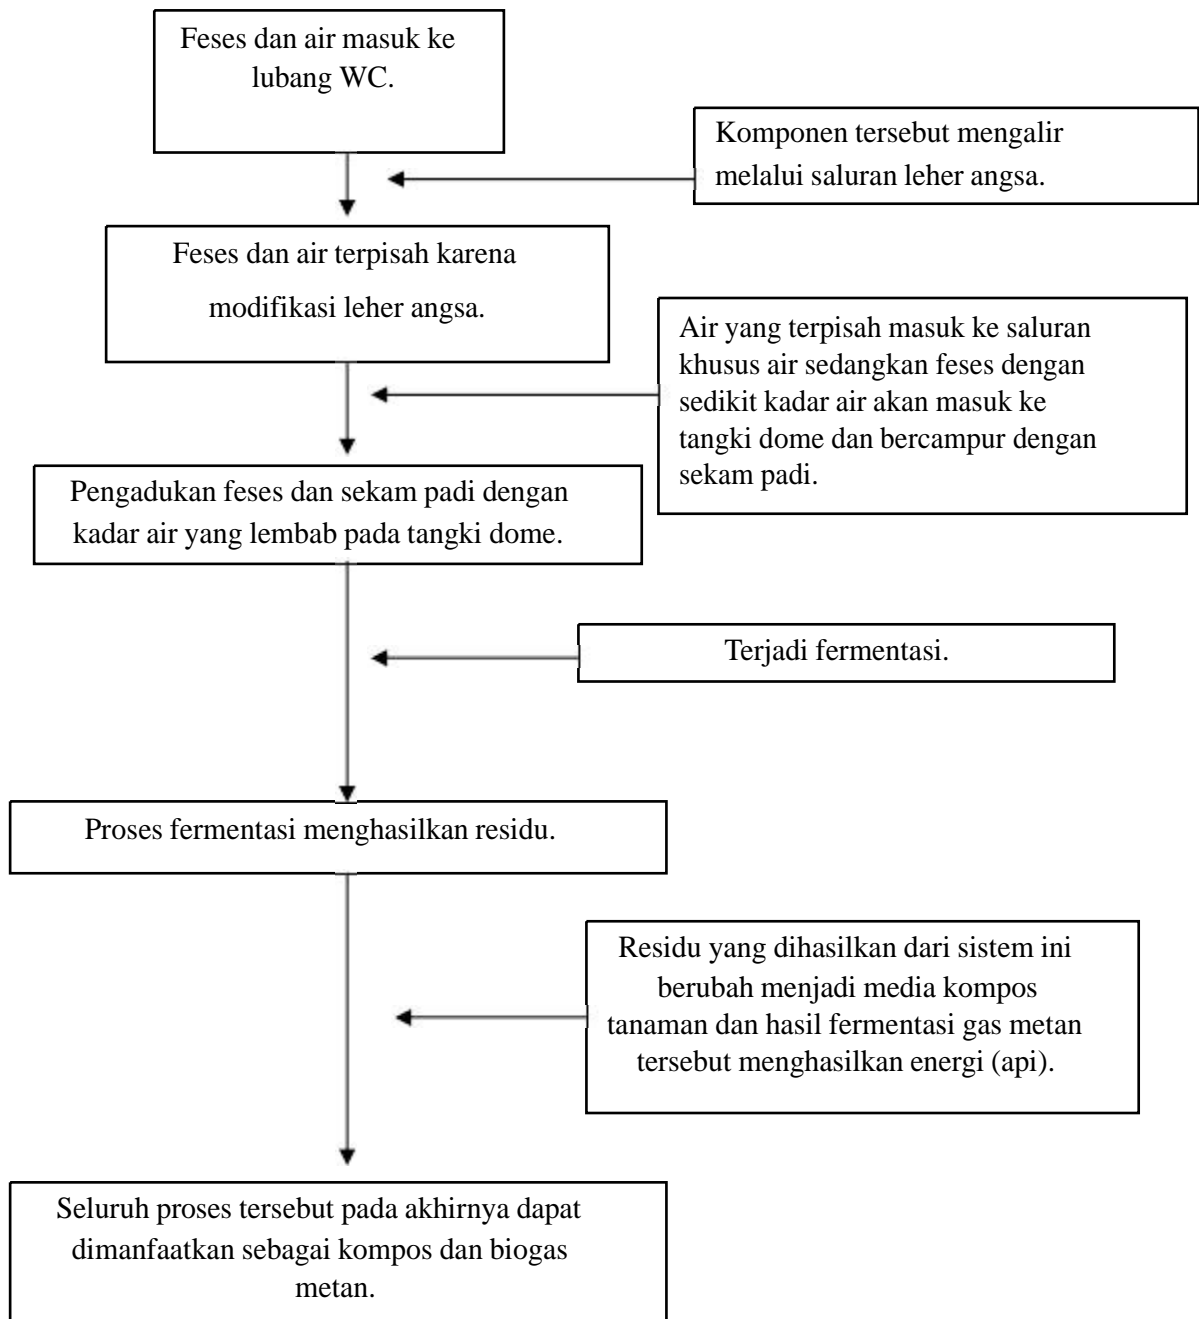 Feses dan air masuk ke
lubang WC.
Komponen tersebut mengalir
melalui saluran leher angsa.
Feses dan air terpisah karena
modifikasi leher angsa.
Air yang terpisah masuk ke saluran
khusus air sedangkan feses dengan
sedikit kadar air akan masuk ke
tangki dome dan bercampur dengan
sekam padi.
Pengadukan feses dan sekam padi dengan
kadar air yang lembab pada tangki dome.
Terjadi fermentasi.
Proses fermentasi menghasilkan residu.
Residu yang dihasilkan dari sistem ini
berubah menjadi media kompos
tanaman dan hasil fermentasi gas metan
tersebut menghasilkan energi (api).
Seluruh proses tersebut pada akhirnya dapat
dimanfaatkan sebagai kompos dan biogas
metan.